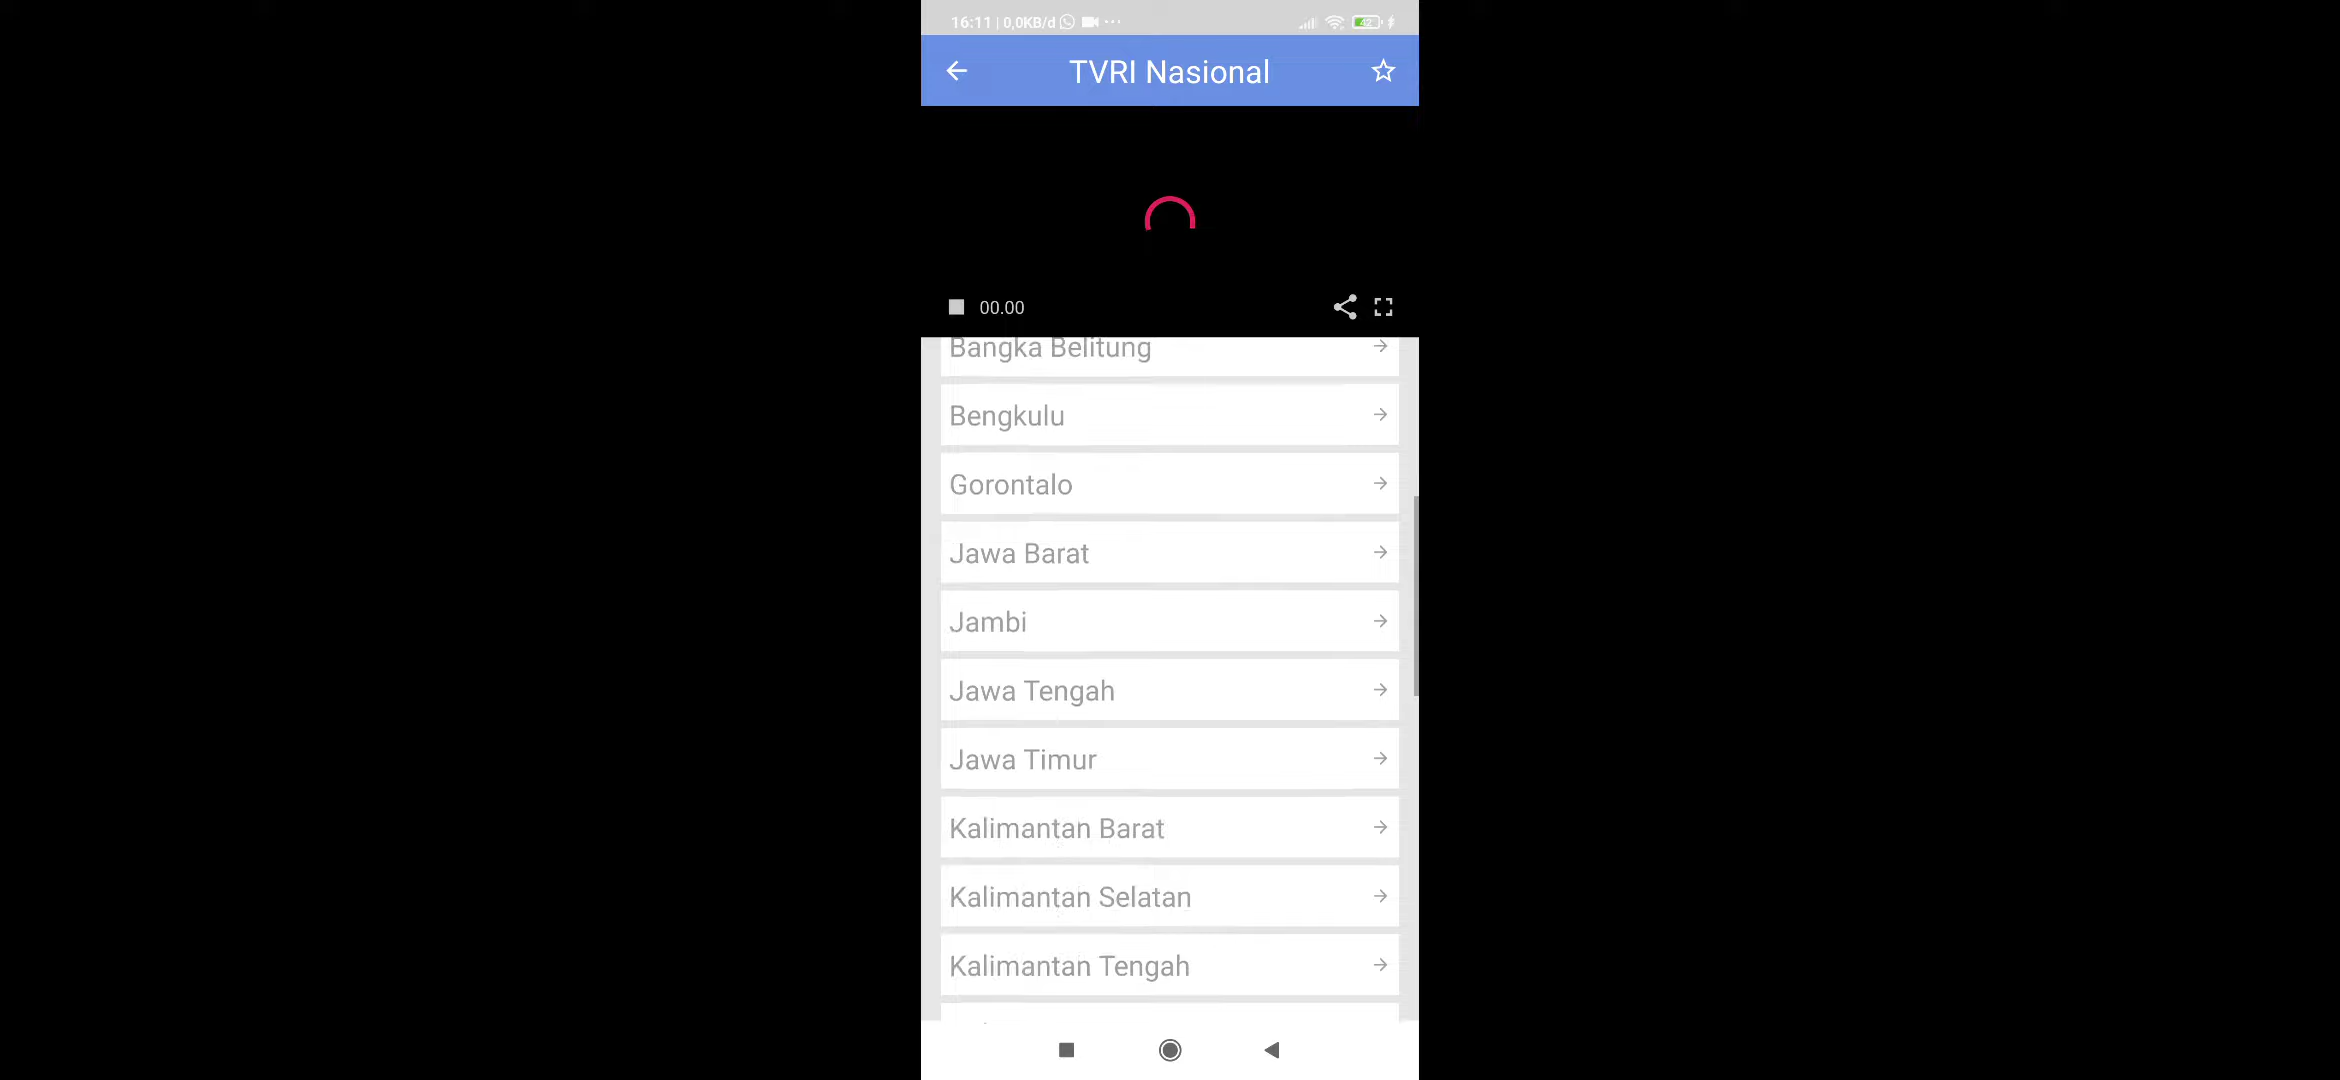 16:11 | 0,0KB/d
42
TVRI Nasional
00.00
Bangka Belitung
Bengkulu
Gorontalo
Jawa Barat
Jambi
Jawa Tengah
Jawa Timur
Kalimantan Barat
Kalimantan Selatan
Kalimantan Tengah